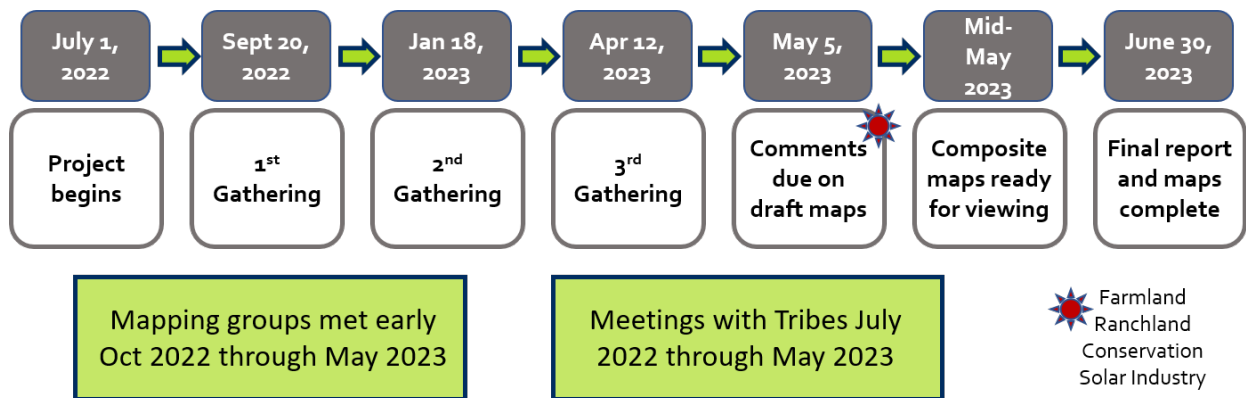 July 1,
2022
Sept 20,
2022
Jan 18,
2023
Apr 12,
2023
May 5,
2023
Mid-
May
2023
June 30,
2023
Project
begins
1st
Gathering
2nd
Gathering
3rd
Gathering
Comments
due on
draft maps
Composite
maps ready
for viewing
Final report
and maps
complete
Mapping groups met early
Oct 2022 through May 2023
Meetings with Tribes July
2022 through May 2023
Farmland
Ranchland
Conservation
Solar Industry